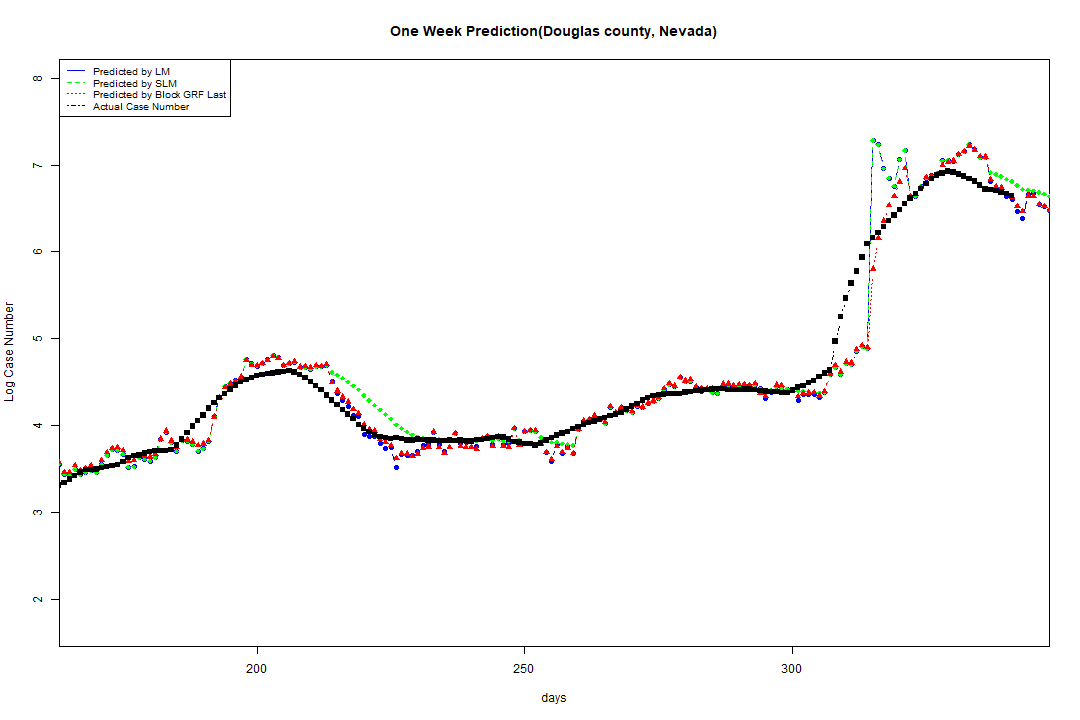 One Week Prediction(Douglas county, Nevada)
Predicted by LM
Predicted by SLM
Predicted by Block GRF Last
Actual Case Number
8
7
6
5
4
3
2
Log Case Number
200
250
300
days